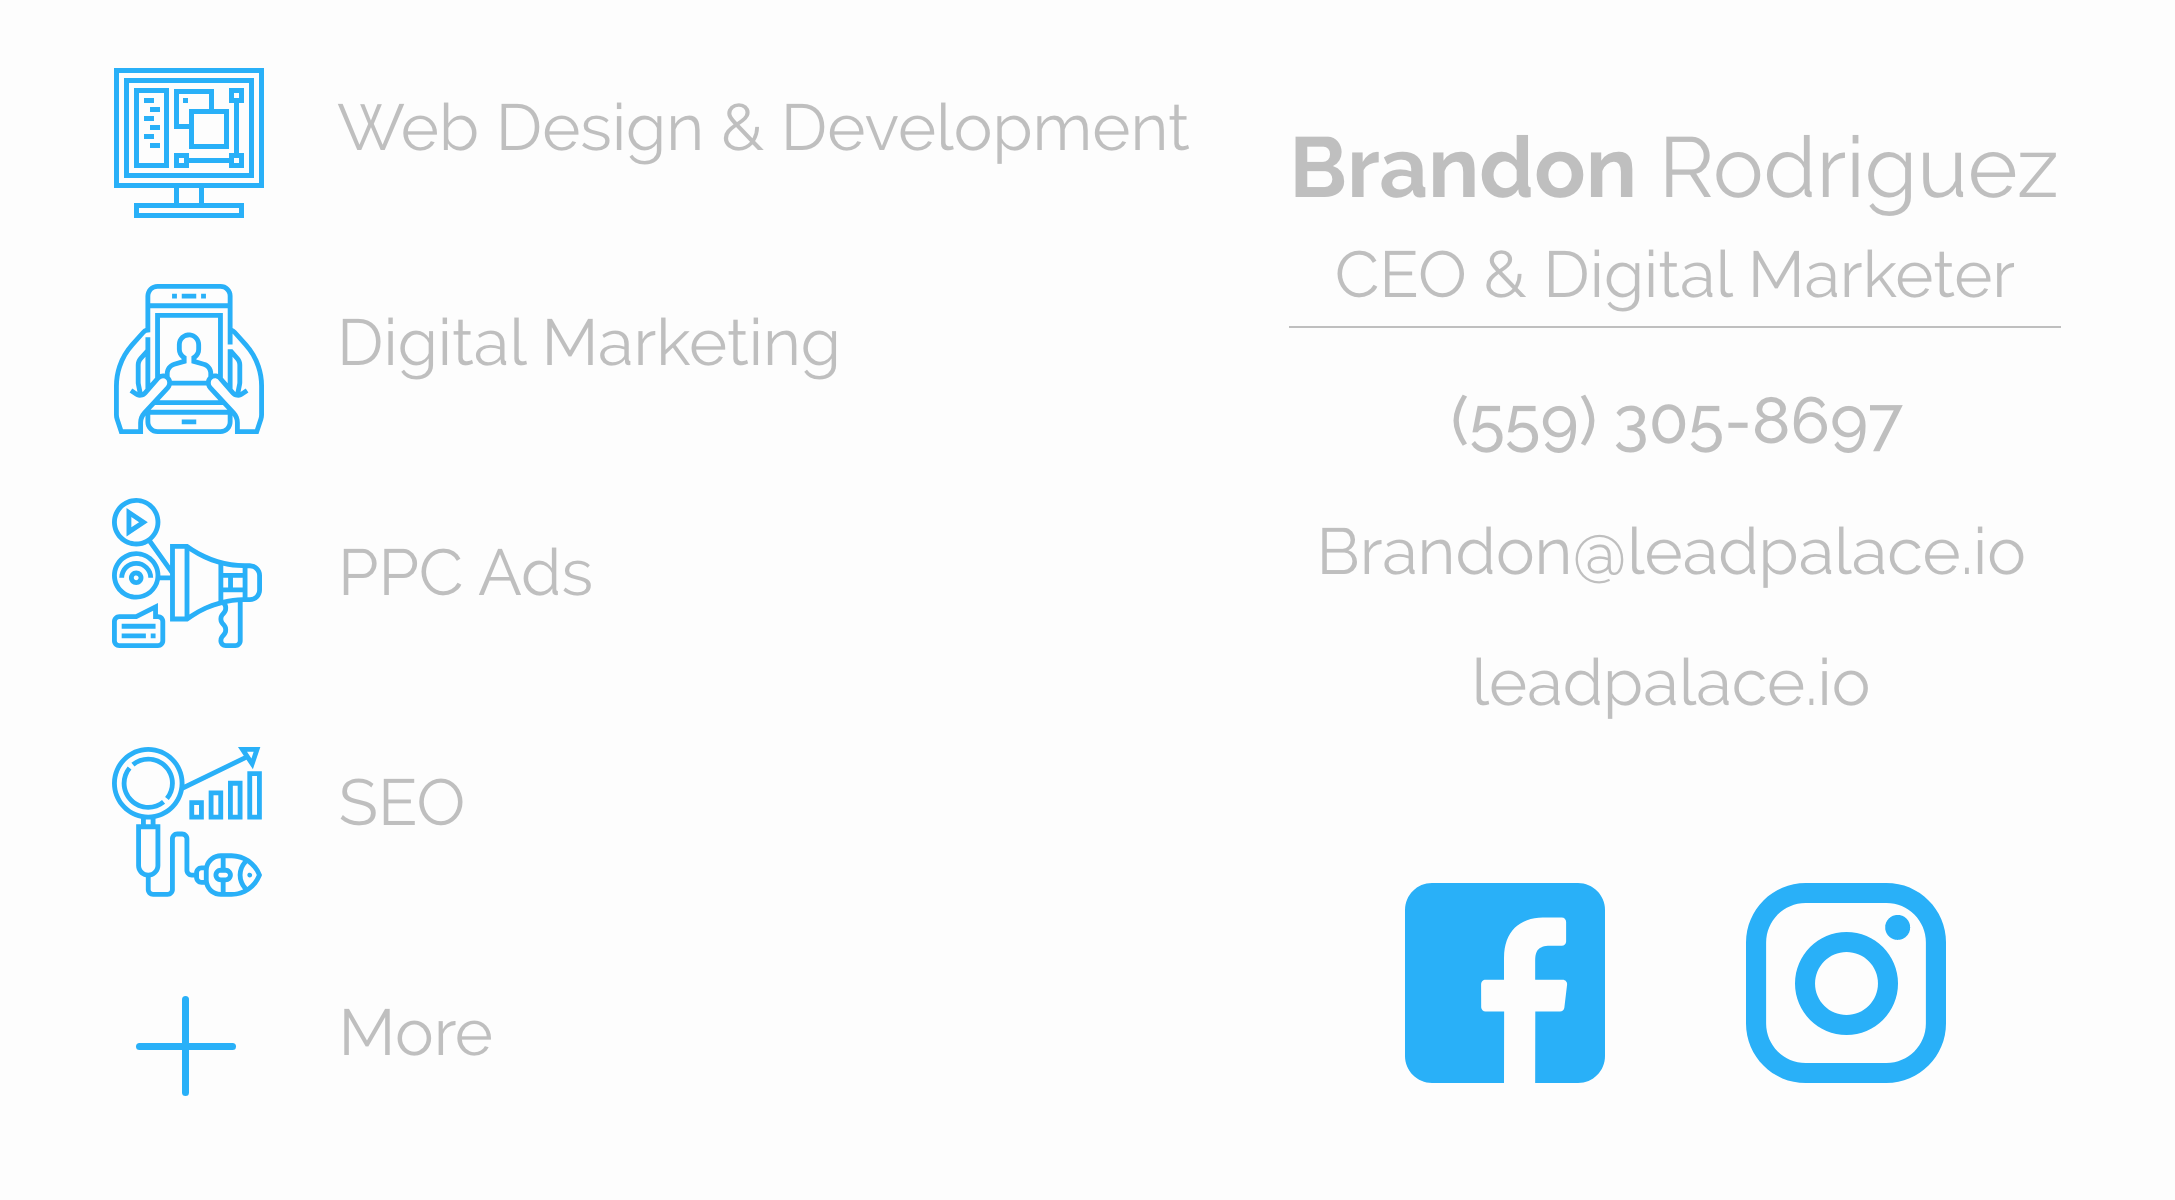 Web Design & Development
Digital Marketing
PPC Ads
SEO
More
Brandon Rodriguez
CEO & Digital Marketer
(559) 305-8697
Brandon@leadpalace.io
leadpalace.io